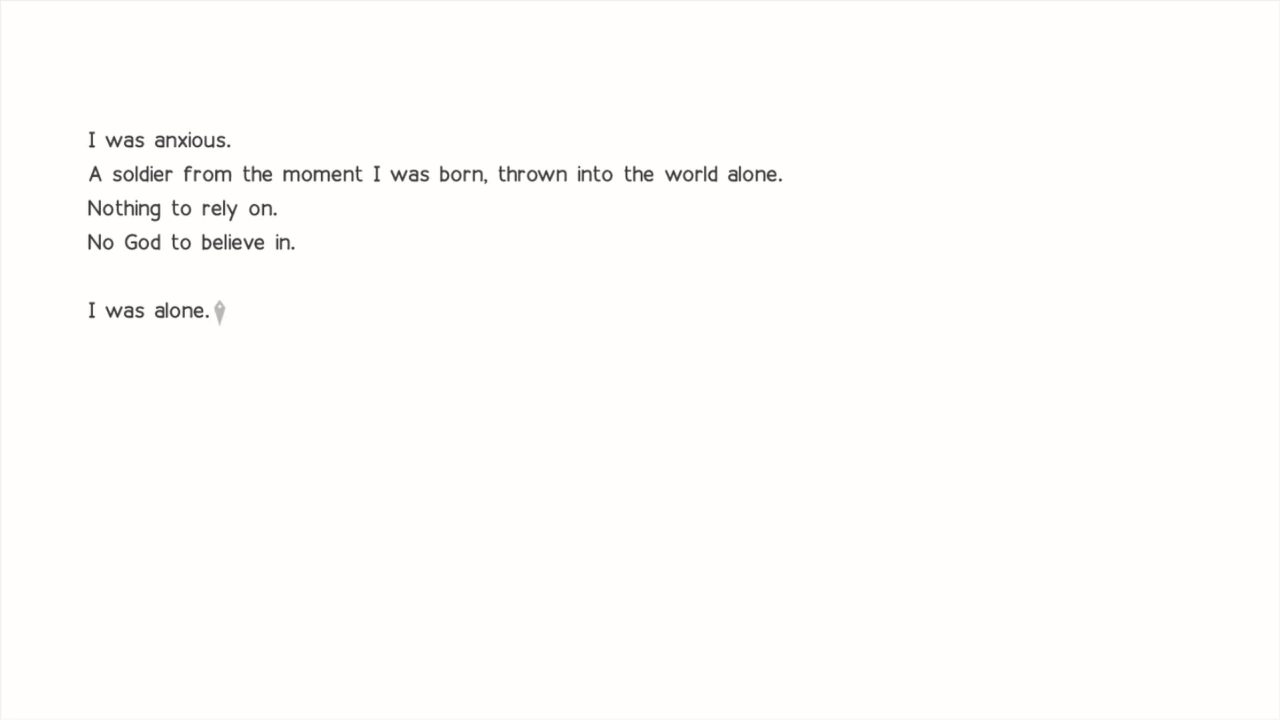 I was anxious.
A soldier from the moment I was born, thrown into the world alone.
Nothing to rely on.
No God to believe in.
I was alone.